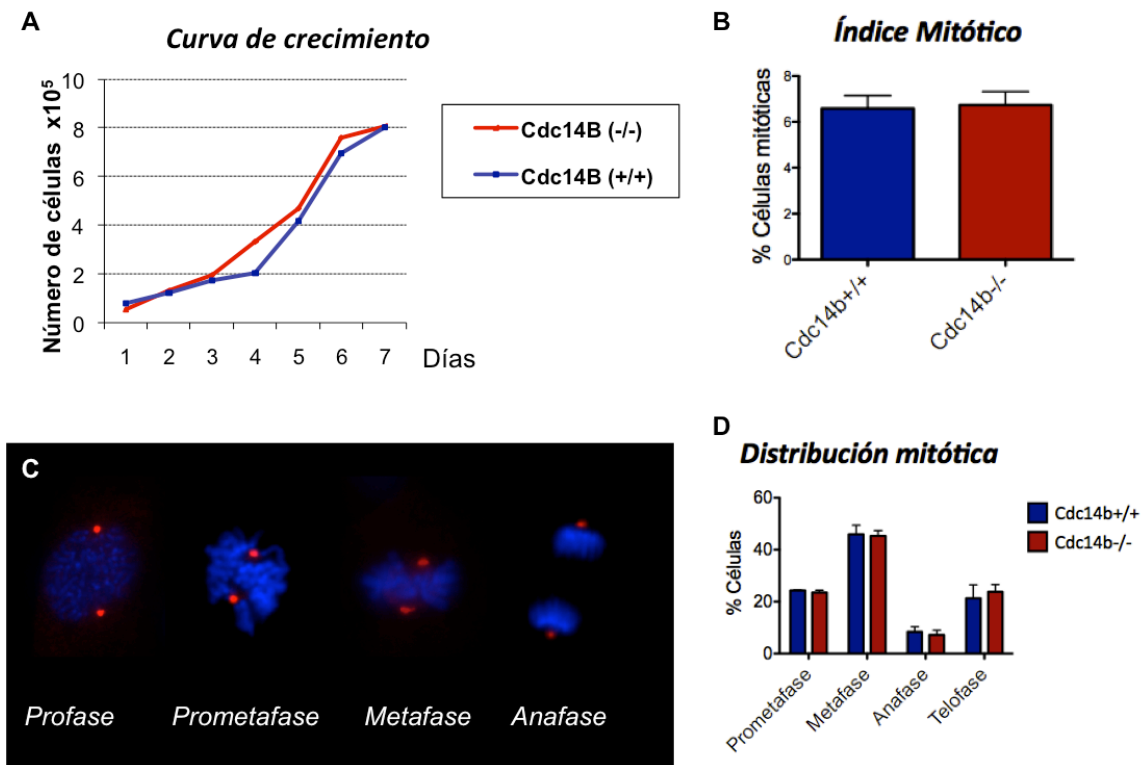 A
Curva de crecimiento
Número de células x10⁵
10
8
6
4
2
0
1 2 3 4 5 6 7 Días
Cdc14B (-/-)
Cdc14B (+/+)
B
Índice Mitótico
% Células mitóticas
8
6
4
2
0
Cdc14b+/+
Cdc14b-/-
C
Profase Prometafase Metafase Anafase
D
Distribución mitótica
% Células
60
40
20
0
Prometafase
Metafase
Anafase
Telofase
Cdc14b+/+
Cdc14b-/-